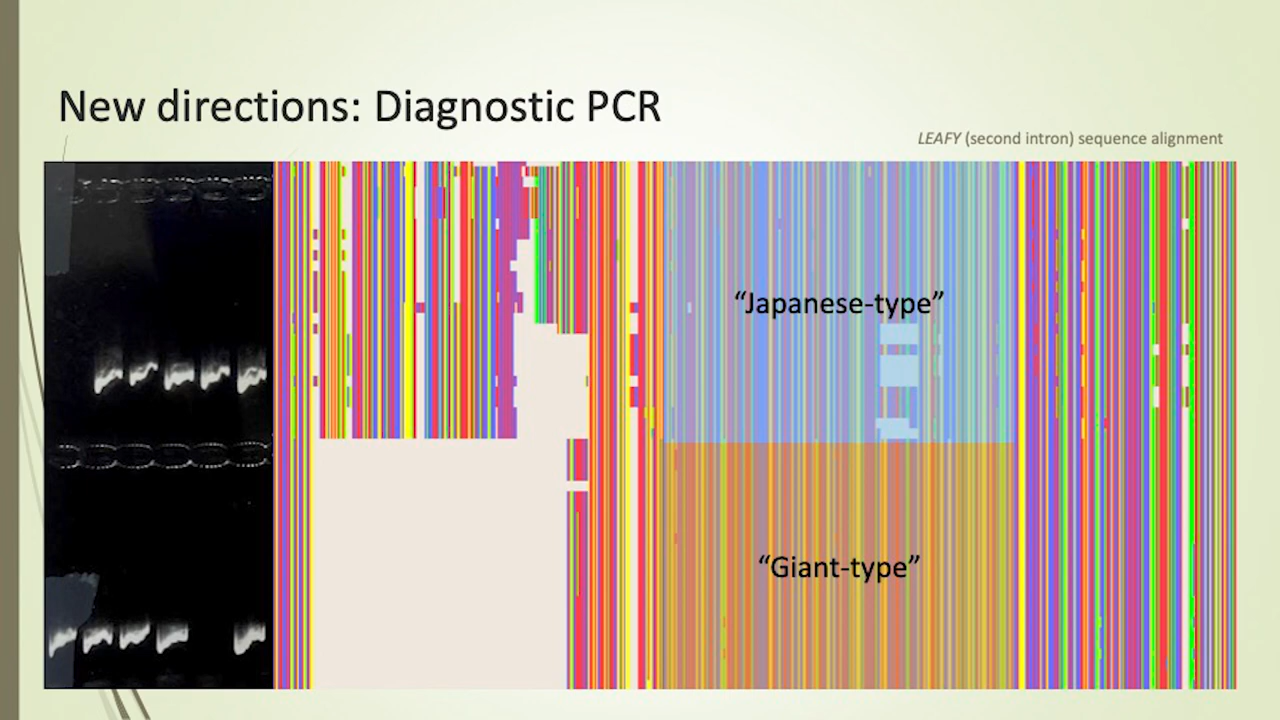 New directions: Diagnostic PCR
LEAFY (second intron) sequence alignment
“Japanese-type”
“Giant-type”